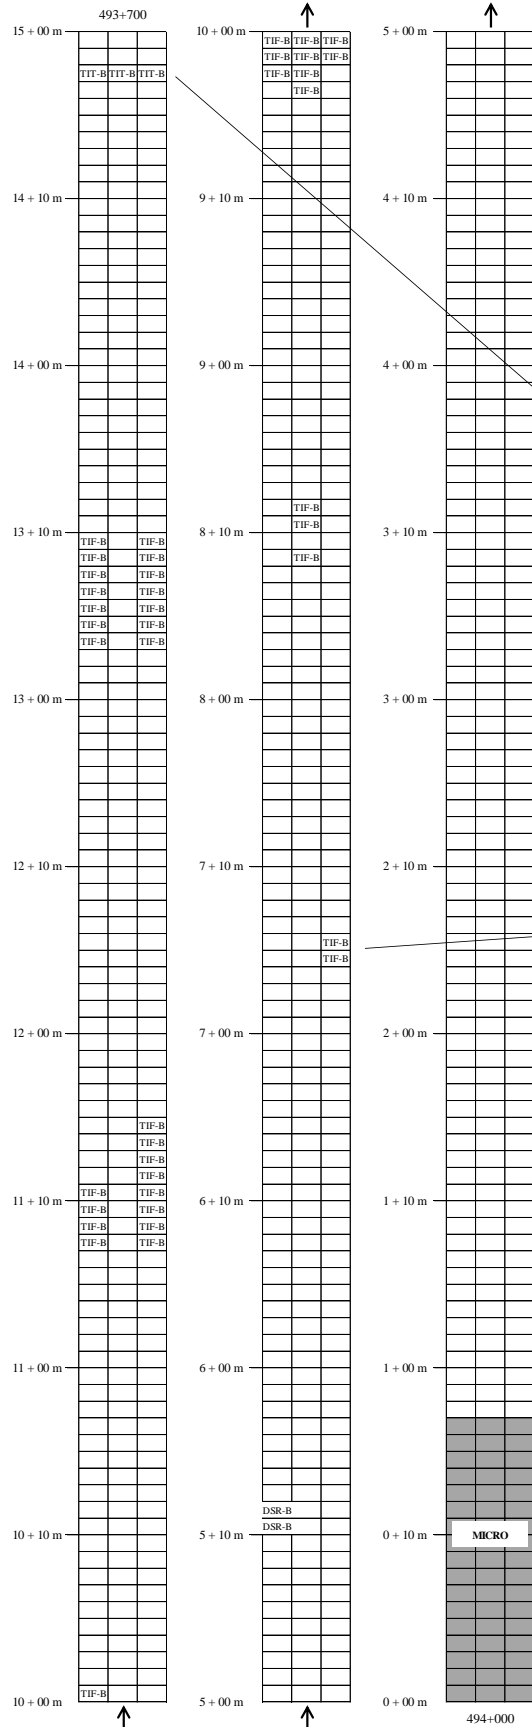 493+700
15 + 00 m
TIT-B TIT-B TIT-B
14 + 10 m
14 + 00 m
13 + 10 m
TIF-B TIF-B
TIF-B TIF-B
TIF-B TIF-B
TIF-B TIF-B
TIF-B TIF-B
TIF-B TIF-B
TIF-B TIF-B
13 + 00 m
12 + 10 m
12 + 00 m
TIF-B
TIF-B
TIF-B
TIF-B
11 + 10 m
TIF-B TIF-B
TIF-B TIF-B
TIF-B TIF-B
TIF-B TIF-B
11 + 00 m
10 + 10 m
TIF-B
10 + 00 m
10 + 00 m
TIF-B TIF-B TIF-B
TIF-B TIF-B TIF-B
TIF-B TIF-B
TIF-B
9 + 10 m
9 + 00 m
TIF-B
TIF-B
8 + 10 m
TIF-B
8 + 00 m
7 + 10 m
TIF-B
TIF-B
7 + 00 m
6 + 10 m
6 + 00 m
DSR-B
DSR-B
5 + 10 m
5 + 00 m
5 + 00 m
4 + 10 m
4 + 00 m
3 + 10 m
3 + 00 m
2 + 10 m
2 + 00 m
1 + 10 m
1 + 00 m
0 + 10 m
MICRO
0 + 00 m
494+000